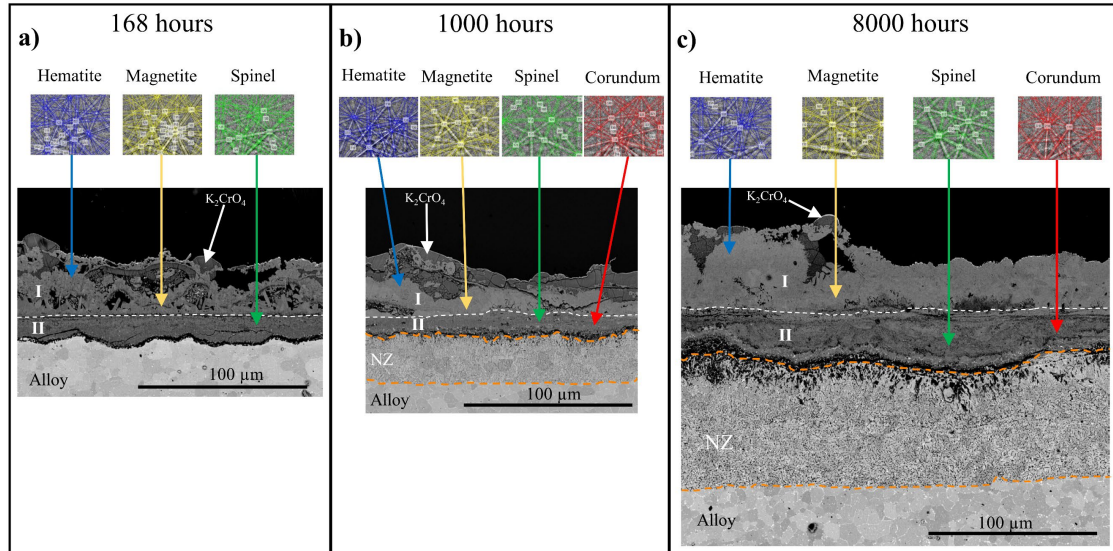 168 hours
a)
Hematite Magnetite Spinel
K₂CrO₄
I
II
Alloy
100 µm
1000 hours
b)
Hematite Magnetite Spinel Corundum
K₂CrO₄
I
II
NZ
Alloy
100 µm
8000 hours
c)
Hematite Magnetite Spinel Corundum
K₂CrO₄
I
II
NZ
Alloy
100 µm